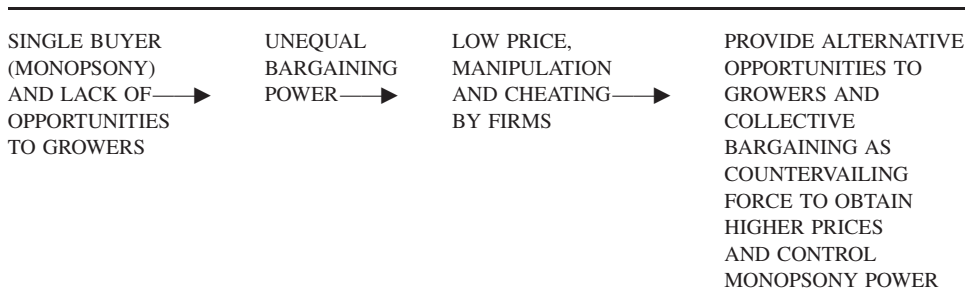 SINGLE BUYER
(MONOPSONY)
AND LACK OF
OPPORTUNITIES
TO GROWERS
UNEQUAL
BARGAINING
POWER
LOW PRICE,
MANIPULATION
AND CHEATING
BY FIRMS
PROVIDE ALTERNATIVE
OPPORTUNITIES TO
GROWERS AND
COLLECTIVE
BARGAINING AS
COUNTERVAILING
FORCE TO OBTAIN
HIGHER PRICES
AND CONTROL
MONOPSONY POWER